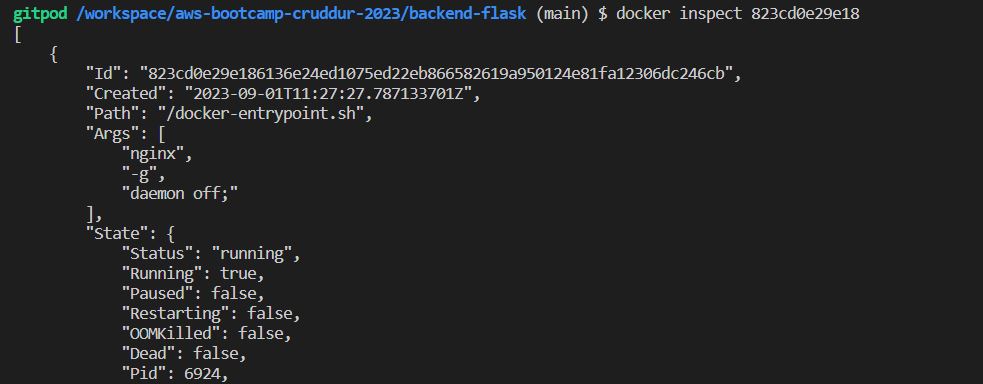 gitpod /workspace/aws-bootcamp-cruddur-2023/backend-flask (main) $ docker inspect 823cd0e29e18
[
    {
        "Id": "823cd0e29e186136e24ed1075ed22eb866582619a950124e81fa12306dc246cb",
        "Created": "2023-09-01T11:27:27.787133701Z",
        "Path": "/docker-entrypoint.sh",
        "Args": [
            "nginx",
            "-g",
            "daemon off;"
        ],
        "State": {
            "Status": "running",
            "Running": true,
            "Paused": false,
            "Restarting": false,
            "OOMKilled": false,
            "Dead": false,
            "Pid": 6924,